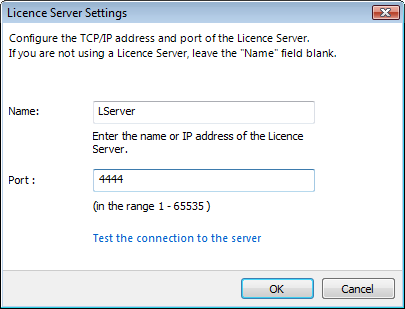 Licence Server Settings
Configure the TCP/IP address and port of the Licence Server.
If you are not using a Licence Server, leave the "Name" field blank.
Name:
LServer
Enter the name or IP address of the Licence
Server.
Port :
4444
(in the range 1 - 65535 )
Test the connection to the server
OK
Cancel